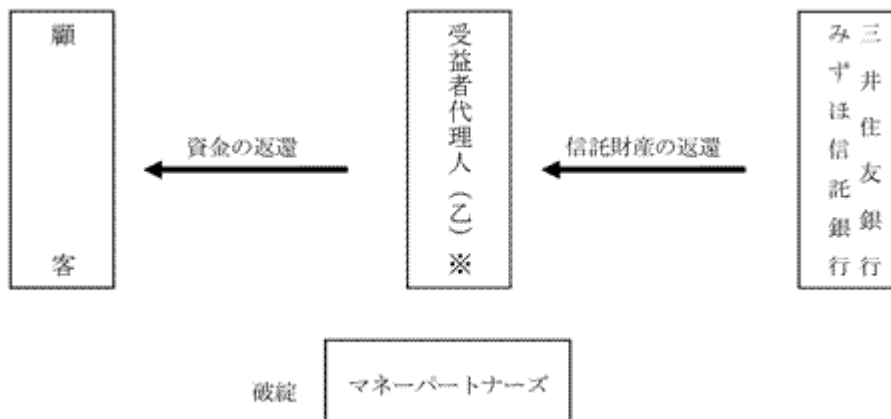 顧客
資金の返還
受益者代理人(乙)※
信託財産の返還
三井住友銀行
みずほ信託銀行
破綻
マネーパートナーズ